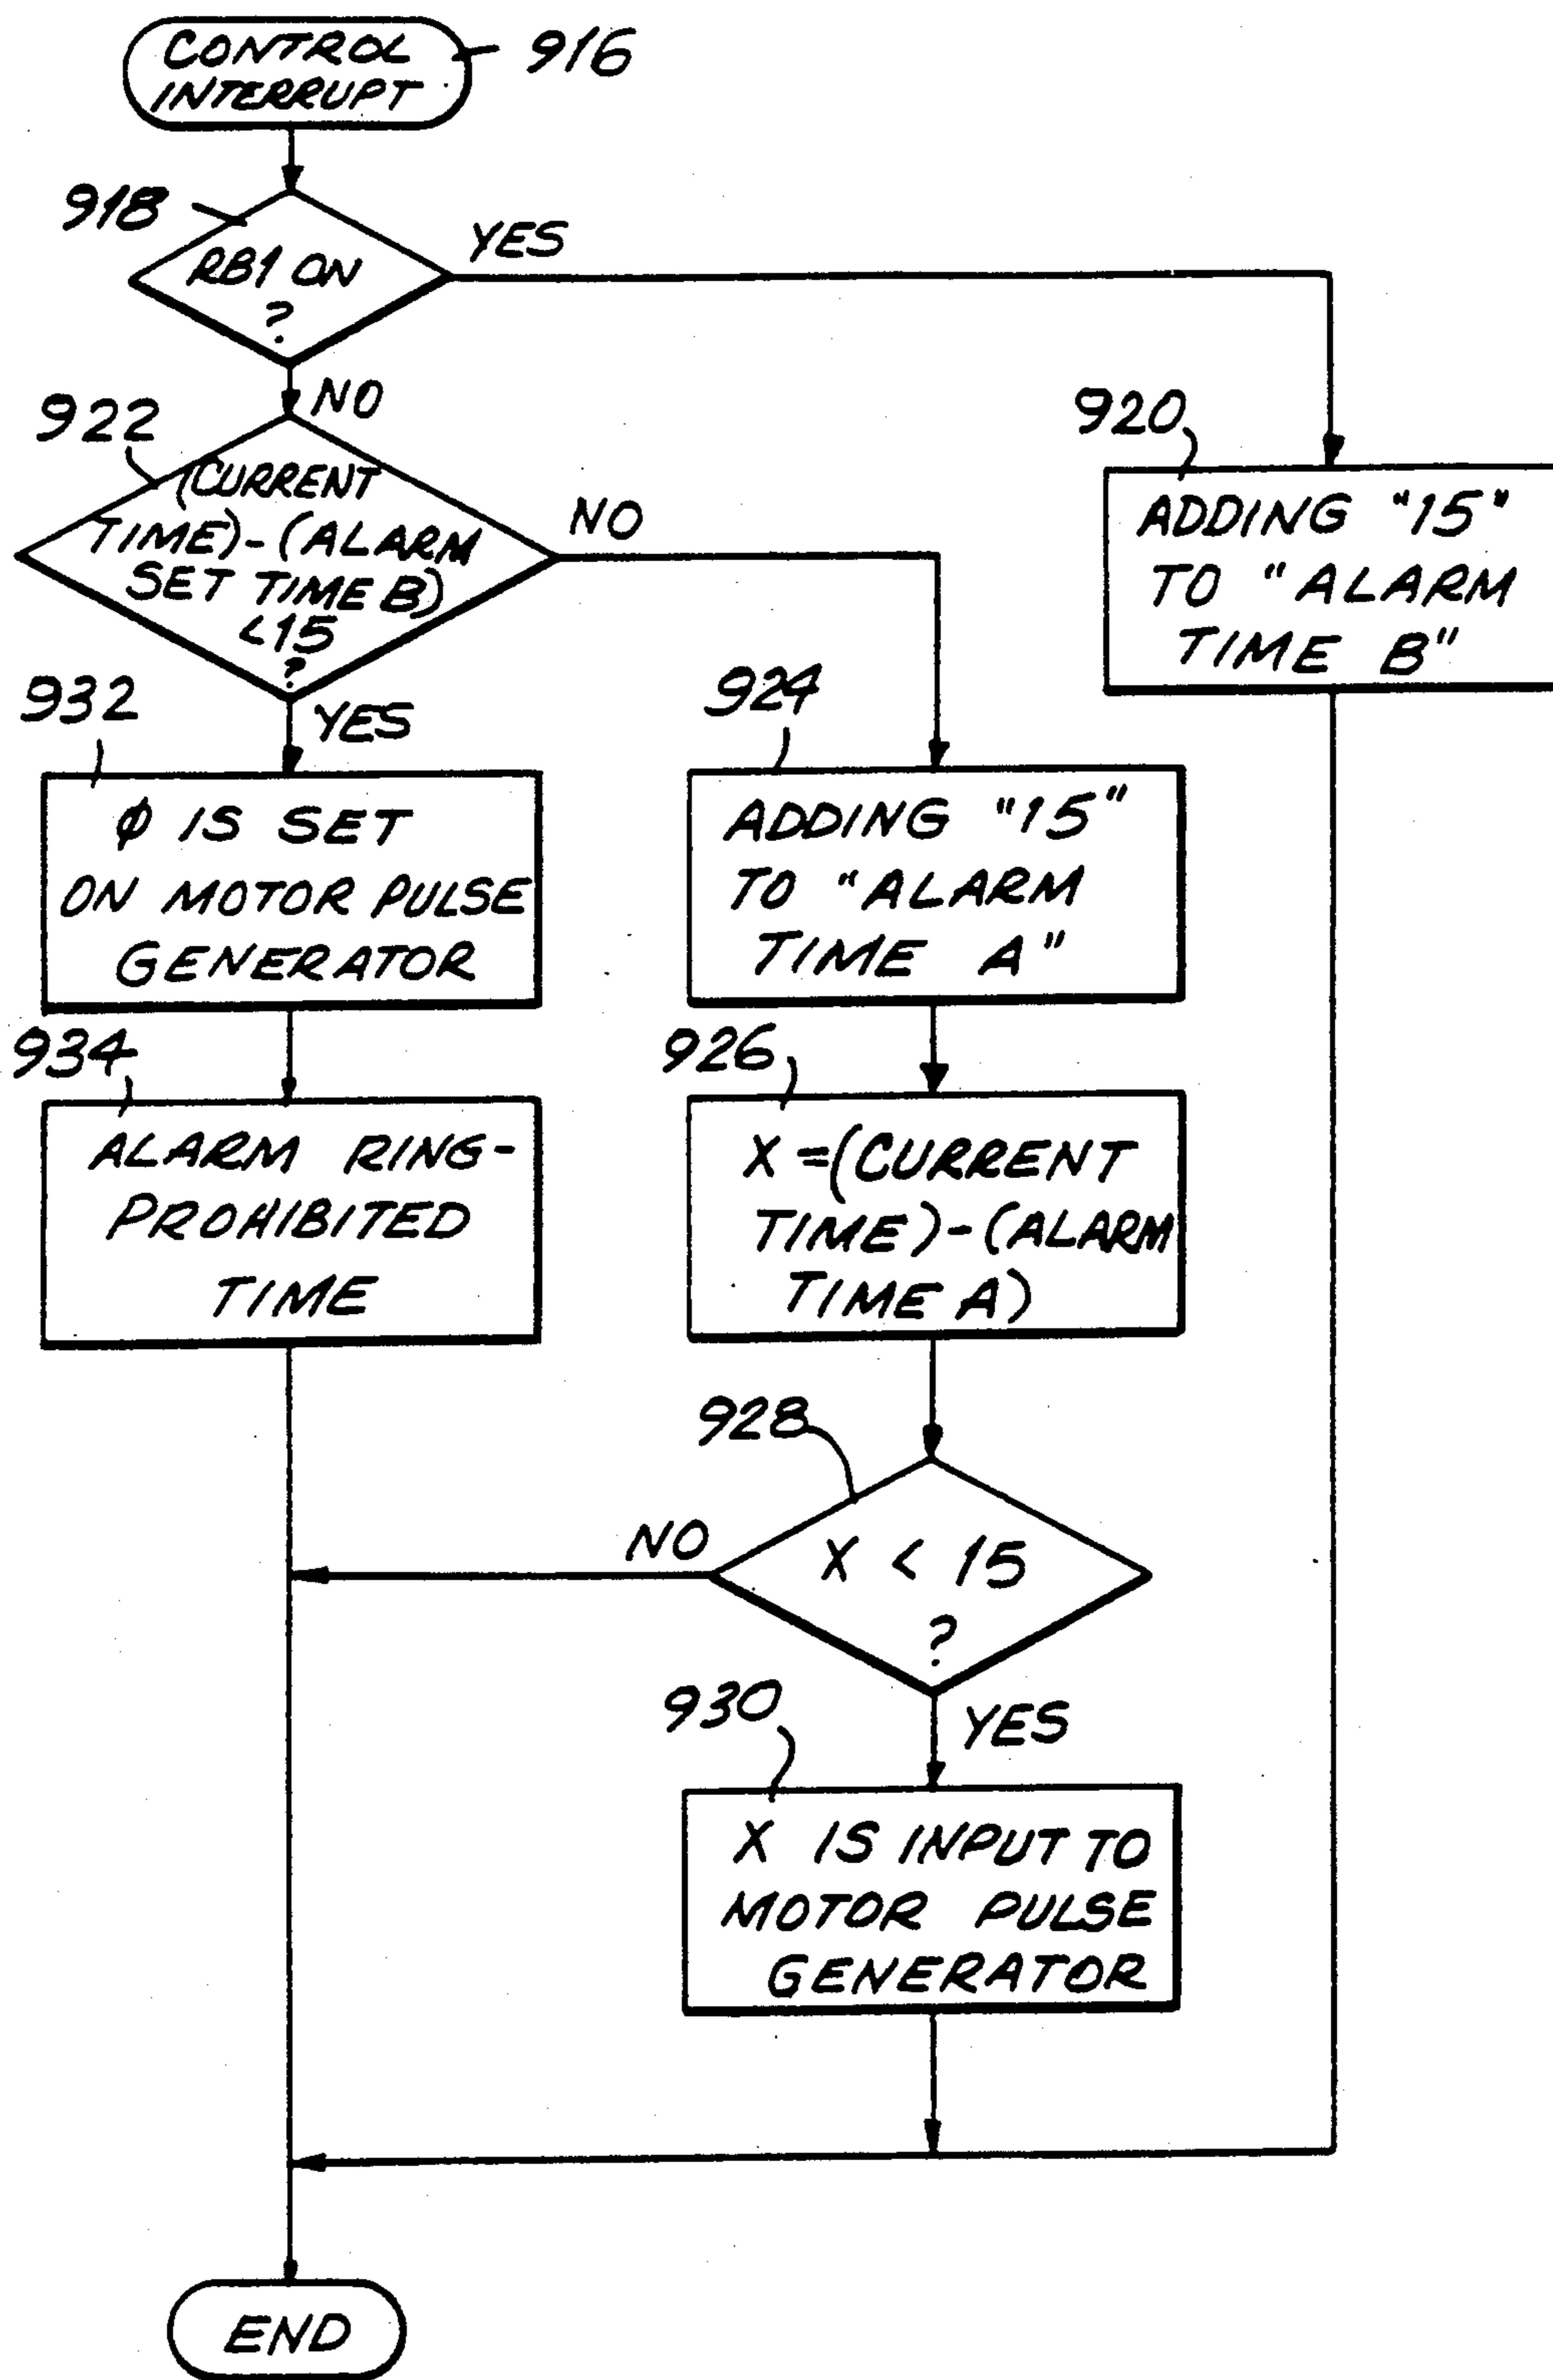 CONTROL
INTERRUPT
916
918
RB1 ON
?
YES
NO
922
(CURRENT
TIME)-(ALARM
SET TIME B)
<15
?
NO
YES
920
ADDING "15"
TO "ALARM
TIME B"
932
φ IS SET
ON MOTOR PULSE
GENERATOR
924
ADDING "15"
TO "ALARM
TIME A"
934
ALARM RING-
PROHIBITED
TIME
926
X=(CURRENT
TIME)-(ALARM
TIME A)
928
X < 15
?
NO
YES
930
X IS INPUT TO
MOTOR PULSE
GENERATOR
END